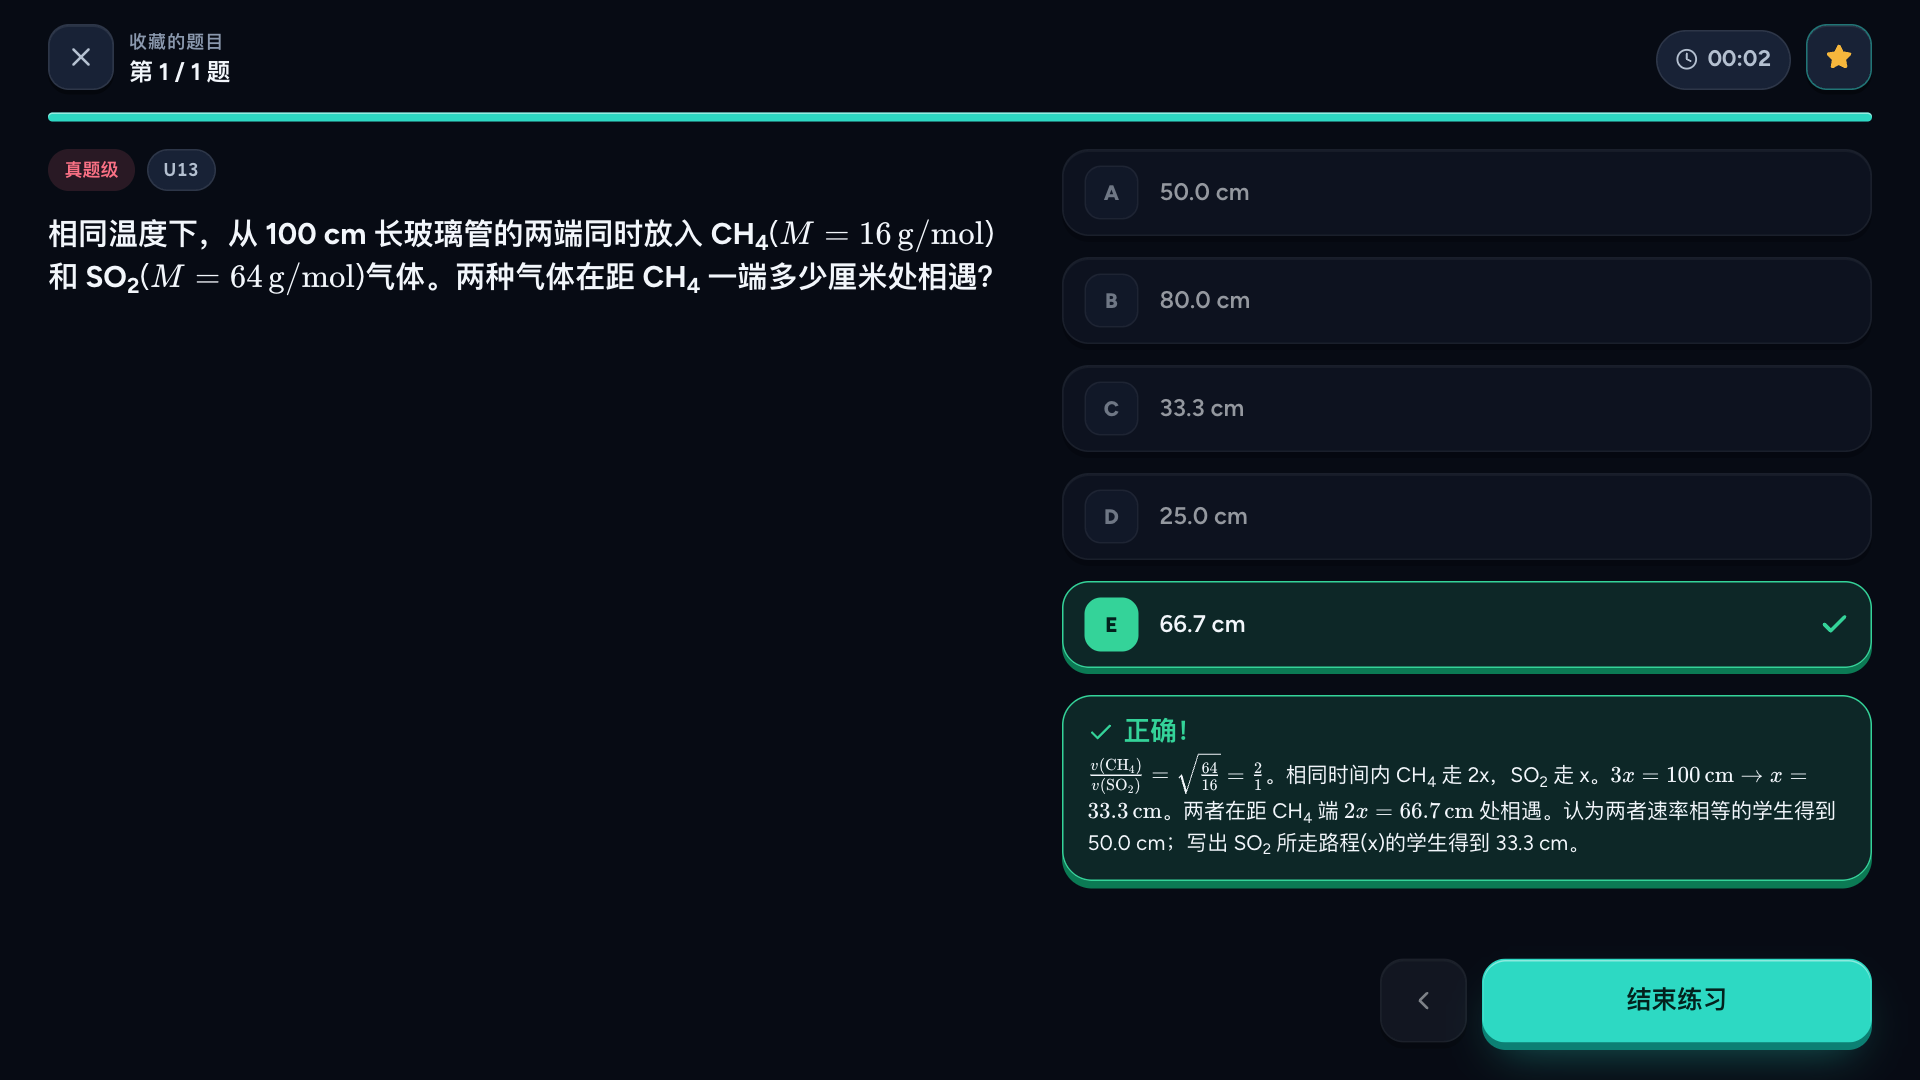 收藏的题目
第 1 / 1 题
00:02
真题级
U13
相同温度下，从 100 cm 长玻璃管的两端同时放入 CH₄(M = 16 g/mol)
和 SO₂(M = 64 g/mol)气体。两种气体在距 CH₄ 一端多少厘米处相遇？
A 50.0 cm
B 80.0 cm
C 33.3 cm
D 25.0 cm
E 66.7 cm
正确！
v(CH₄)/v(SO₂) = √(64/16) = 2/1。相同时间内 CH₄ 走 2x，SO₂ 走 x。3x = 100 cm → x =
33.3 cm。两者在距 CH₄ 端 2x = 66.7 cm 处相遇。认为两者速率相等的学生得到
50.0 cm；写出 SO₂ 所走路程(x)的学生得到 33.3 cm。
结束练习